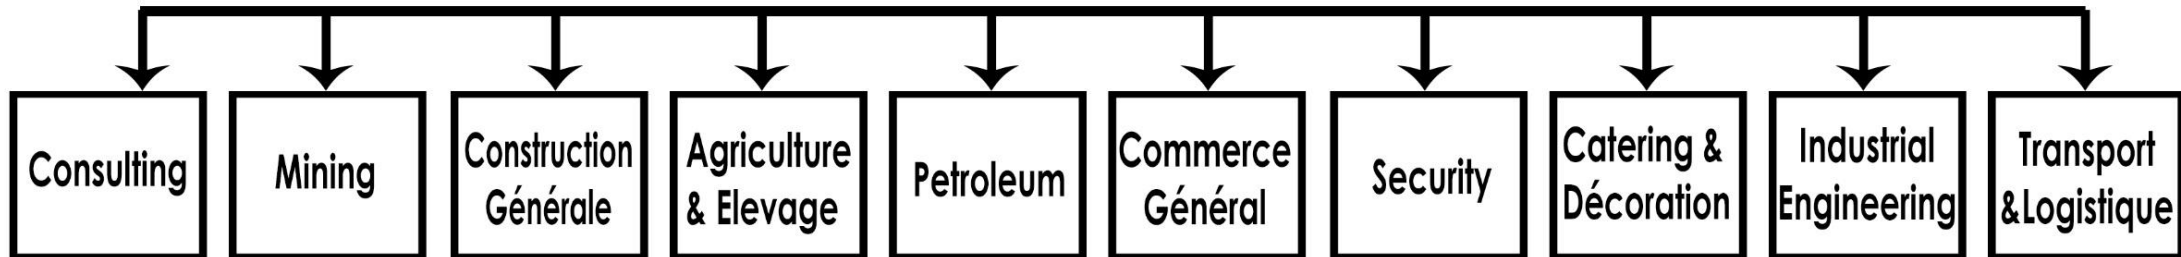 Consulting
Mining
Construction
Générale
Agriculture
& Elevage
Petroleum
Commerce
Général
Security
Catering &
Décoration
Industrial
Engineering
Transport
&Logistique